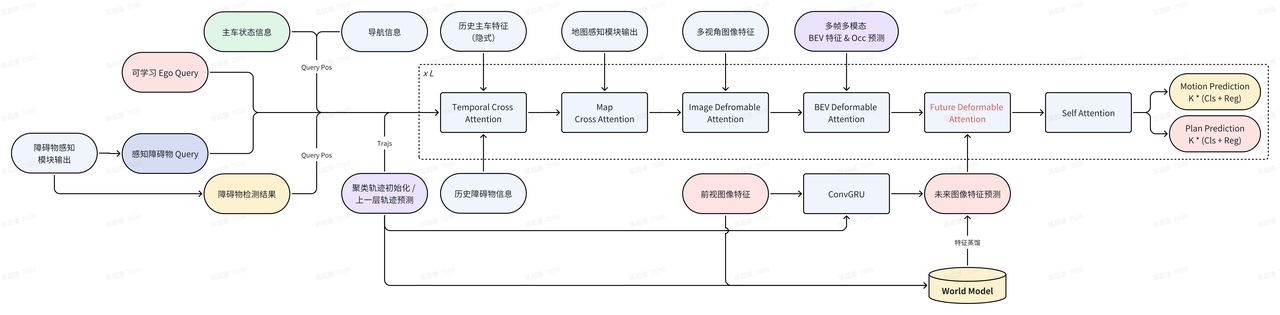 主车状态信息
导航信息
历史主车特征
（隐式）
地图感知模块输出
多视角图像特征
多帧多模态
BEV 特征 & Occ 预测
Query Pos
可学习 Ego Query
x L
Temporal Cross
Attention
Map
Cross Attention
Image Defromable
Attention
BEV Deformable
Attention
Future Deformable
Attention
Self Attention
Motion Prediction
K * (Cls + Reg)
Plan Prediction
K * (Cls + Reg)
障碍物感知
模块输出
感知障碍物 Query
Query Pos
Trajs
障碍物检测结果
聚类轨迹初始化 /
上一层轨迹预测
历史障碍物信息
前视图像特征
ConvGRU
未来图像特征预测
特征蒸馏
World Model